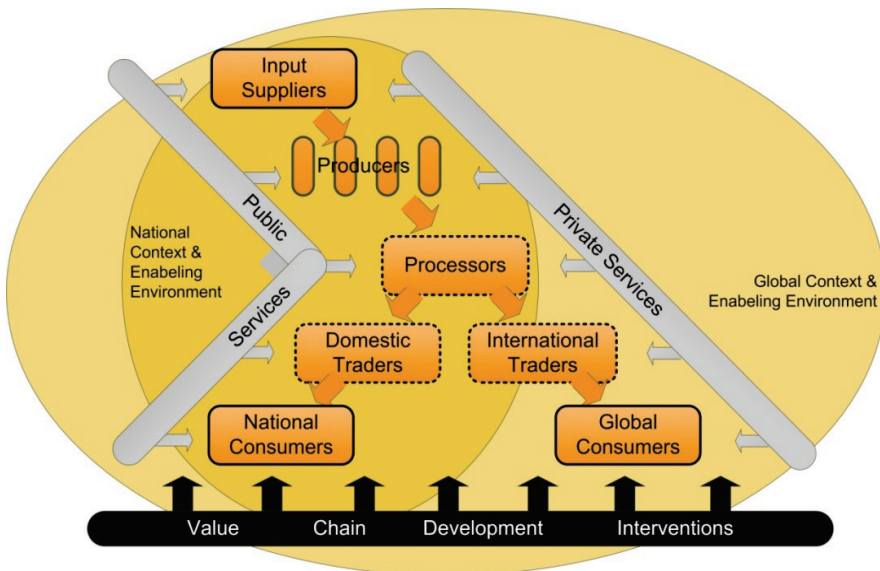 Input
Suppliers
Producers
Public
Services
Private Services
National
Context &
Enabeling
Environment
Processors
Global Context &
Enabeling Environment
Domestic
Traders
International
Traders
National
Consumers
Global
Consumers
Value Chain Development Interventions